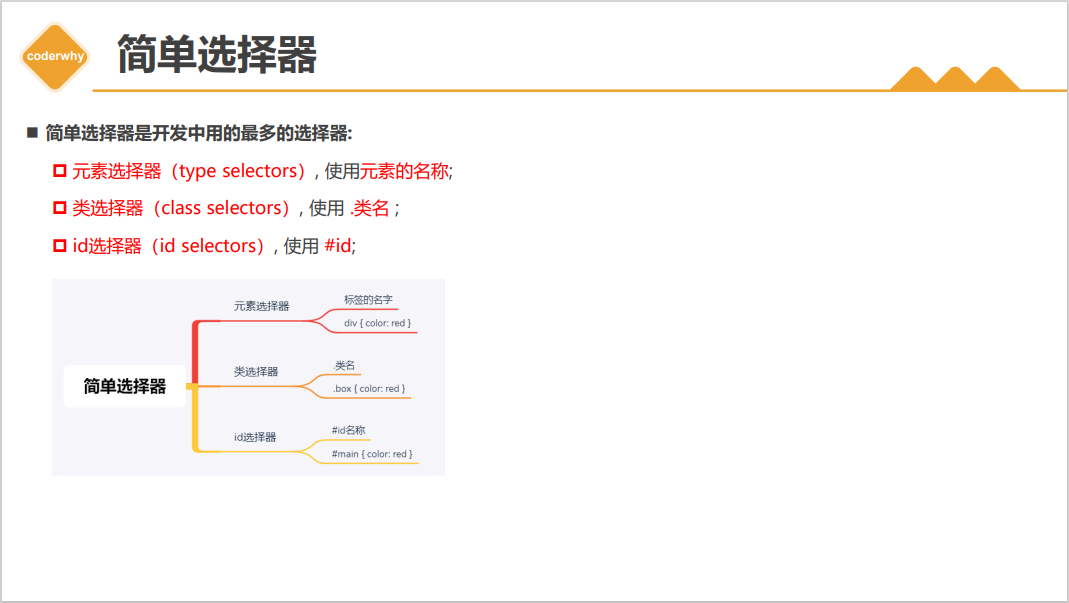 coderwhy
简单选择器
简单选择器是开发中用的最多的选择器:
元素选择器（type selectors）, 使用元素的名称;
类选择器（class selectors）, 使用 .类名 ;
id选择器（id selectors）, 使用 #id;
简单选择器
元素选择器
标签的名字
div { color: red }
类选择器
.类名
.box { color: red }
id选择器
#id名称
#main { color: red }